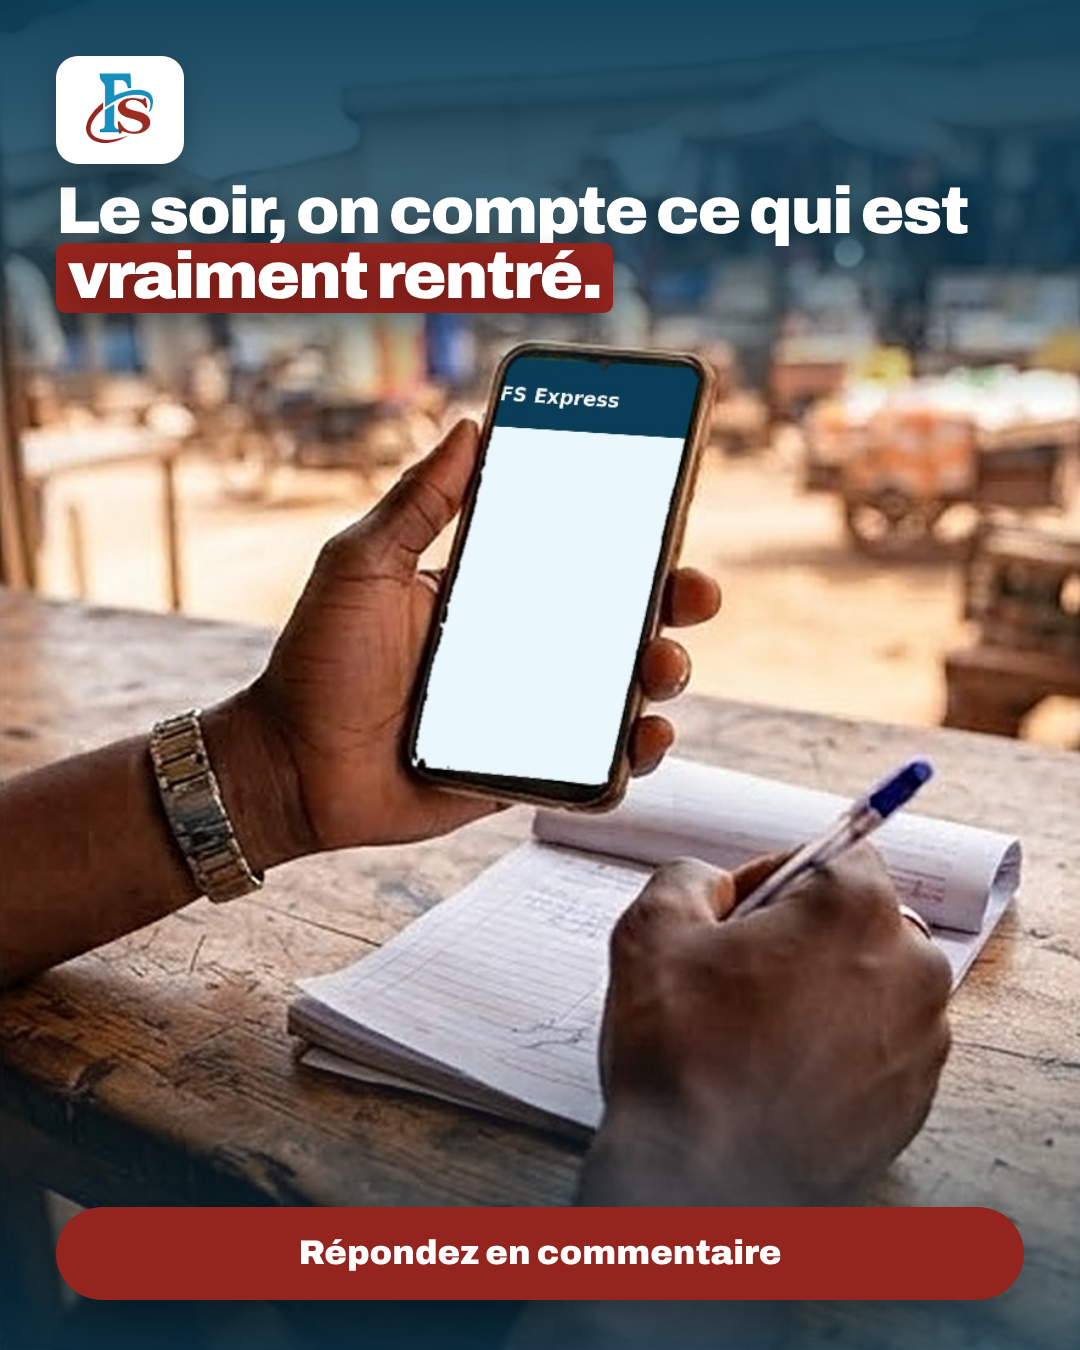 FS
Le soir, on compte ce qui est
vraiment rentré.
FS Express
Répondez en commentaire